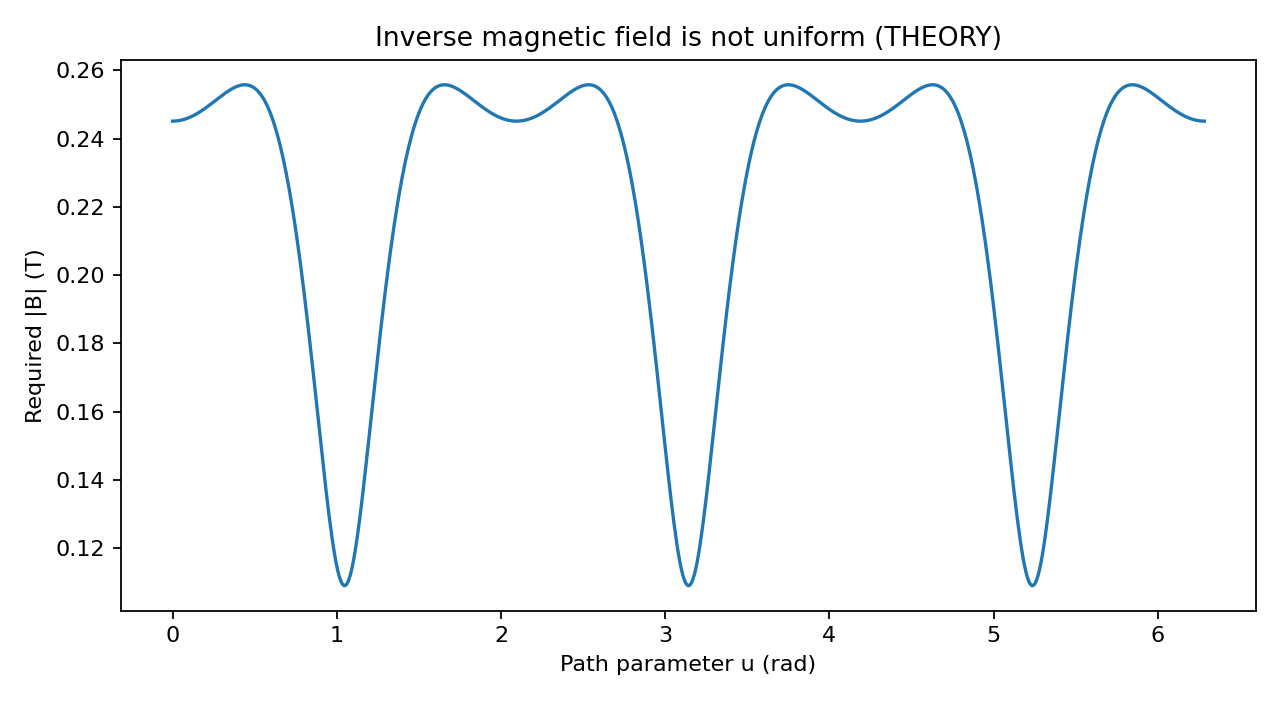 Inverse magnetic field is not uniform (THEORY)
Required |B| (T)
0.26
0.24
0.22
0.20
0.18
0.16
0.14
0.12
0 1 2 3 4 5 6
Path parameter u (rad)